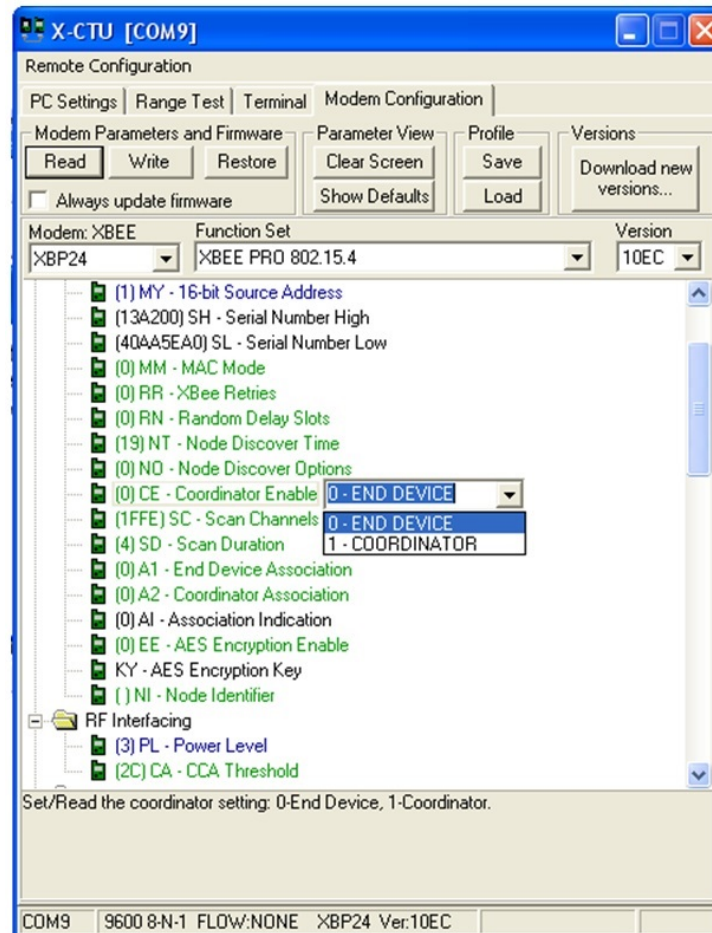 X-CTU [COM9]
Remote Configuration
PC Settings Range Test Terminal Modem Configuration
Modem Parameters and Firmware Parameter View Profile Versions
Read Write Restore Clear Screen Save Download new versions...
Always update firmware Show Defaults Load
Modem: XBEE Function Set Version
XBP24 XBEE PRO 802.15.4 10EC
(1) MY - 16-bit Source Address
(13A200) SH - Serial Number High
(40AA5EA0) SL - Serial Number Low
(0) MM - MAC Mode
(0) RR - XBee Retries
(0) RN - Random Delay Slots
(19) NT - Node Discover Time
(0) NO - Node Discover Options
(0) CE - Coordinator Enable 0 - END DEVICE
(1FFE) SC - Scan Channels 0 - END DEVICE
(4) SD - Scan Duration 1 - COORDINATOR
(0) A1 - End Device Association
(0) A2 - Coordinator Association
(0) AI - Association Indication
(0) EE - AES Encryption Enable
KY - AES Encryption Key
( ) NI - Node Identifier
RF Interfacing
(3) PL - Power Level
(2C) CA - CCA Threshold
Set/Read the coordinator setting: 0-End Device, 1-Coordinator.
COM9 9600 8-N-1 FLOW:NONE XBP24 Ver:10EC